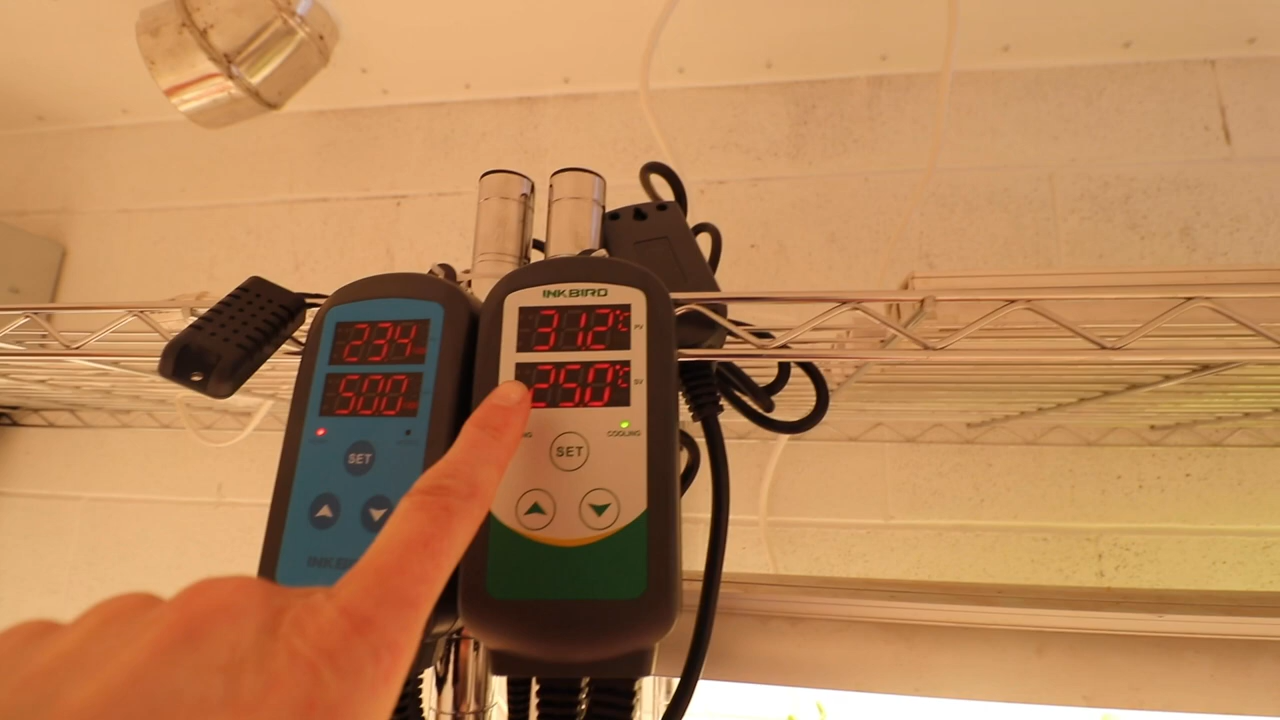 INKBIRD
31.2°C PV
25.0°C SV
COOLING
SET
23.4
50.0
SET